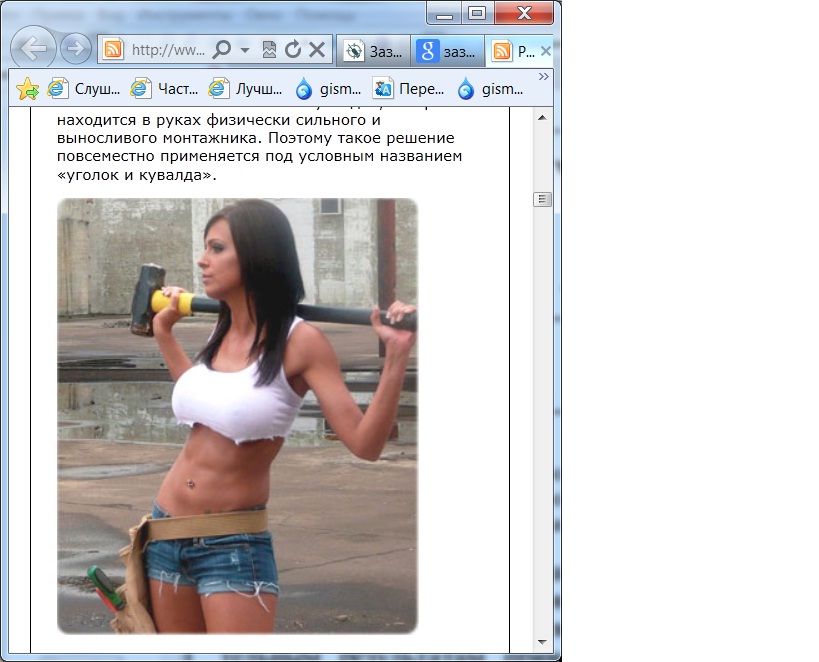 http://ww...
Заз...
заз...
Р...
Слуш...
Част...
Лучш...
gism...
Пере...
gism...
находится в руках физически сильного и
выносливого монтажника. Поэтому такое решение
повсеместно применяется под условным названием
«уголок и кувалда».